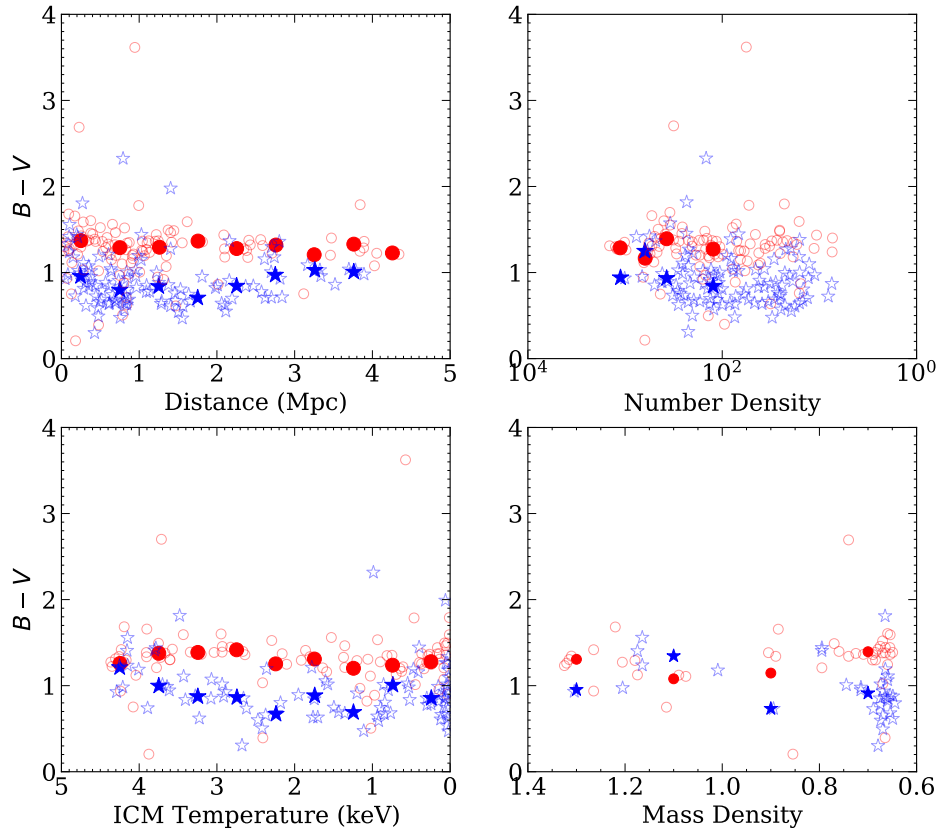 4
3
2
1
0
B − V
0 1 2 3 4 5
Distance (Mpc)
4
3
2
1
0
10^4 10^2 10^0
Number Density
4
3
2
1
0
B − V
5 4 3 2 1 0
ICM Temperature (keV)
4
3
2
1
0
1.4 1.2 1.0 0.8 0.6
Mass Density